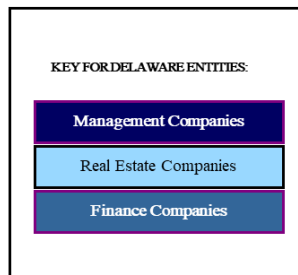 KEY FOR DELAWARE ENTITIES:
Management Companies
Real Estate Companies
Finance Companies